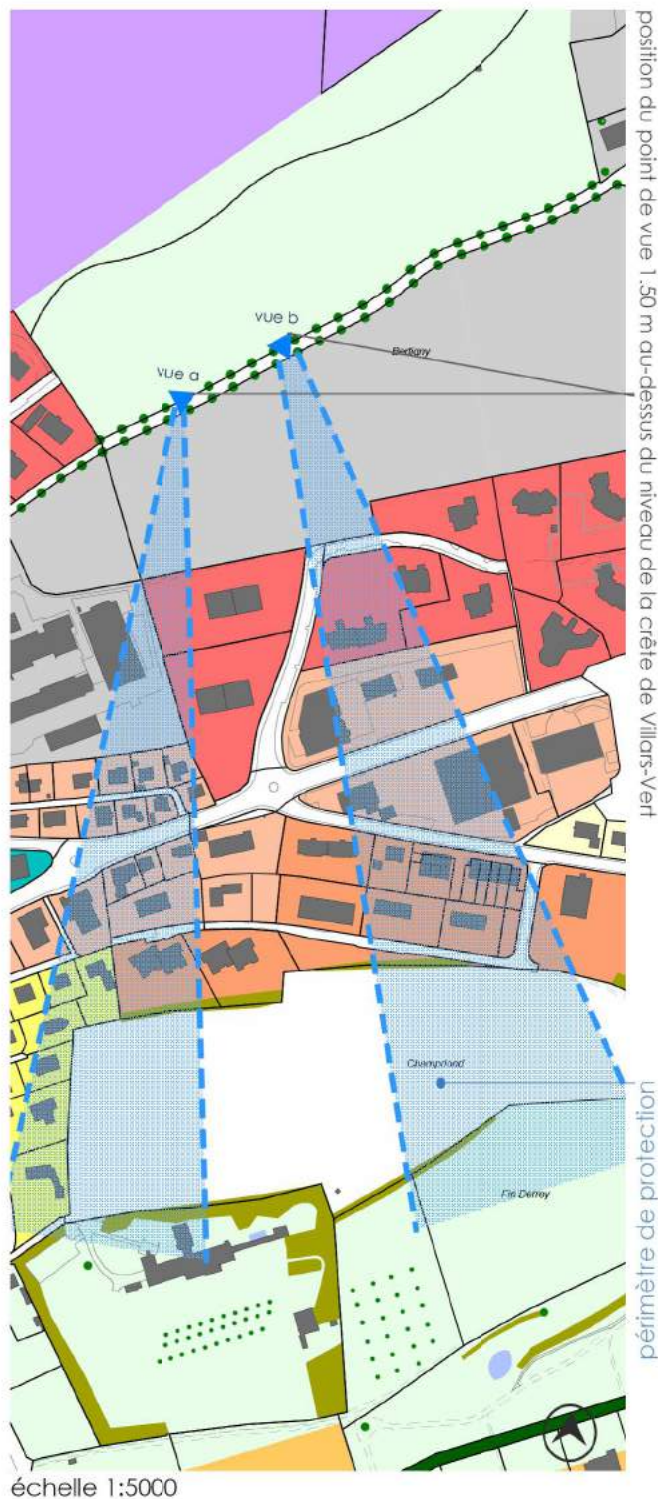 position du point de vue 1.50 m au-dessus du niveau de la crête de Villars-Vert
vue b
Bertigny
vue a
Champriond
périmètre de protection
Fin Derrey
échelle 1:5000